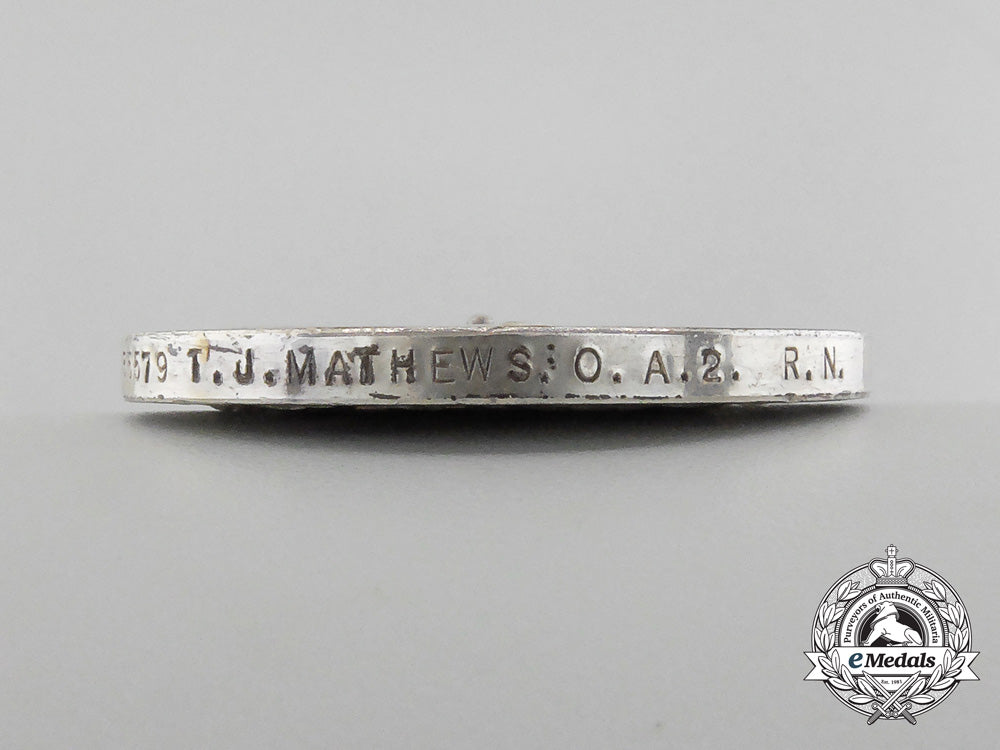 579 T. J. MATHEWS. O. A. 2. R. N.
Purveyors of Authentic Militaria
eMedals
Est. 1981